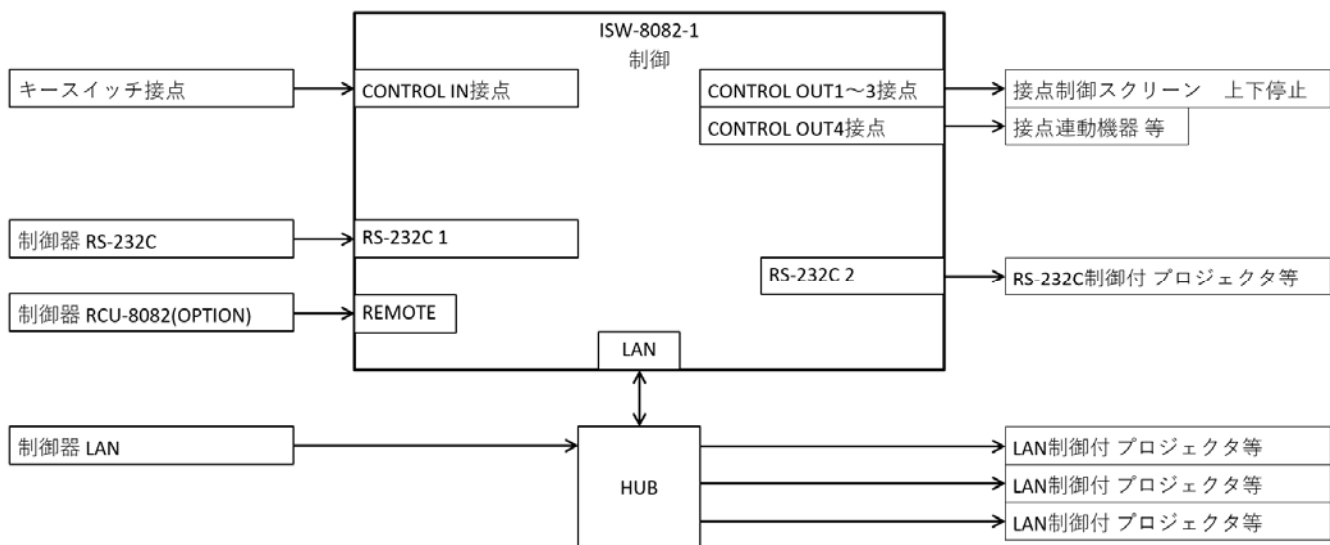 ISW-8082-1
制御
キースイッチ接点
CONTROL IN接点
CONTROL OUT1～3接点
接点制御スクリーン　上下停止
CONTROL OUT4接点
接点連動機器 等
制御器 RS-232C
RS-232C 1
RS-232C 2
RS-232C制御付 プロジェクタ等
制御器 RCU-8082(OPTION)
REMOTE
LAN
制御器 LAN
HUB
LAN制御付 プロジェクタ等
LAN制御付 プロジェクタ等
LAN制御付 プロジェクタ等